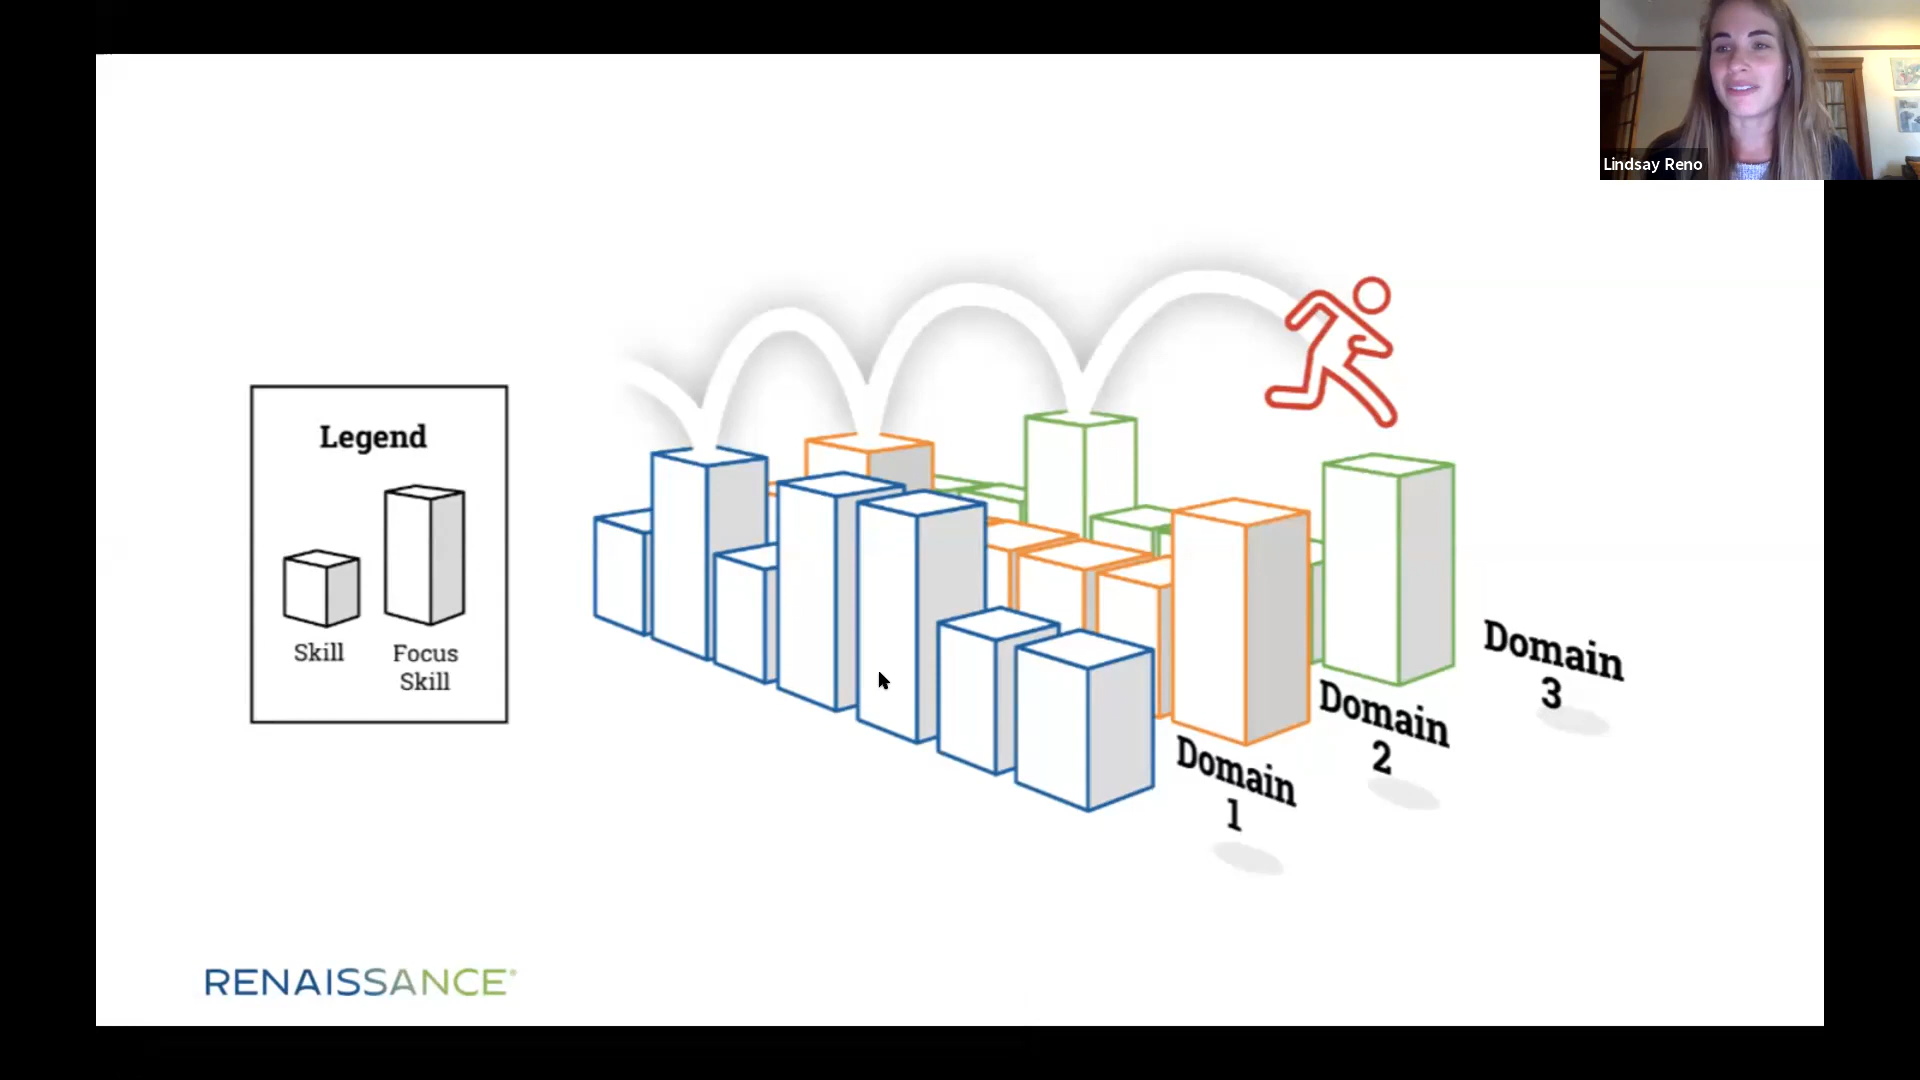 Lindsay Reno
Legend
Skill
Focus
Skill
Domain
3
Domain
2
Domain
1
RENAISSANCE®